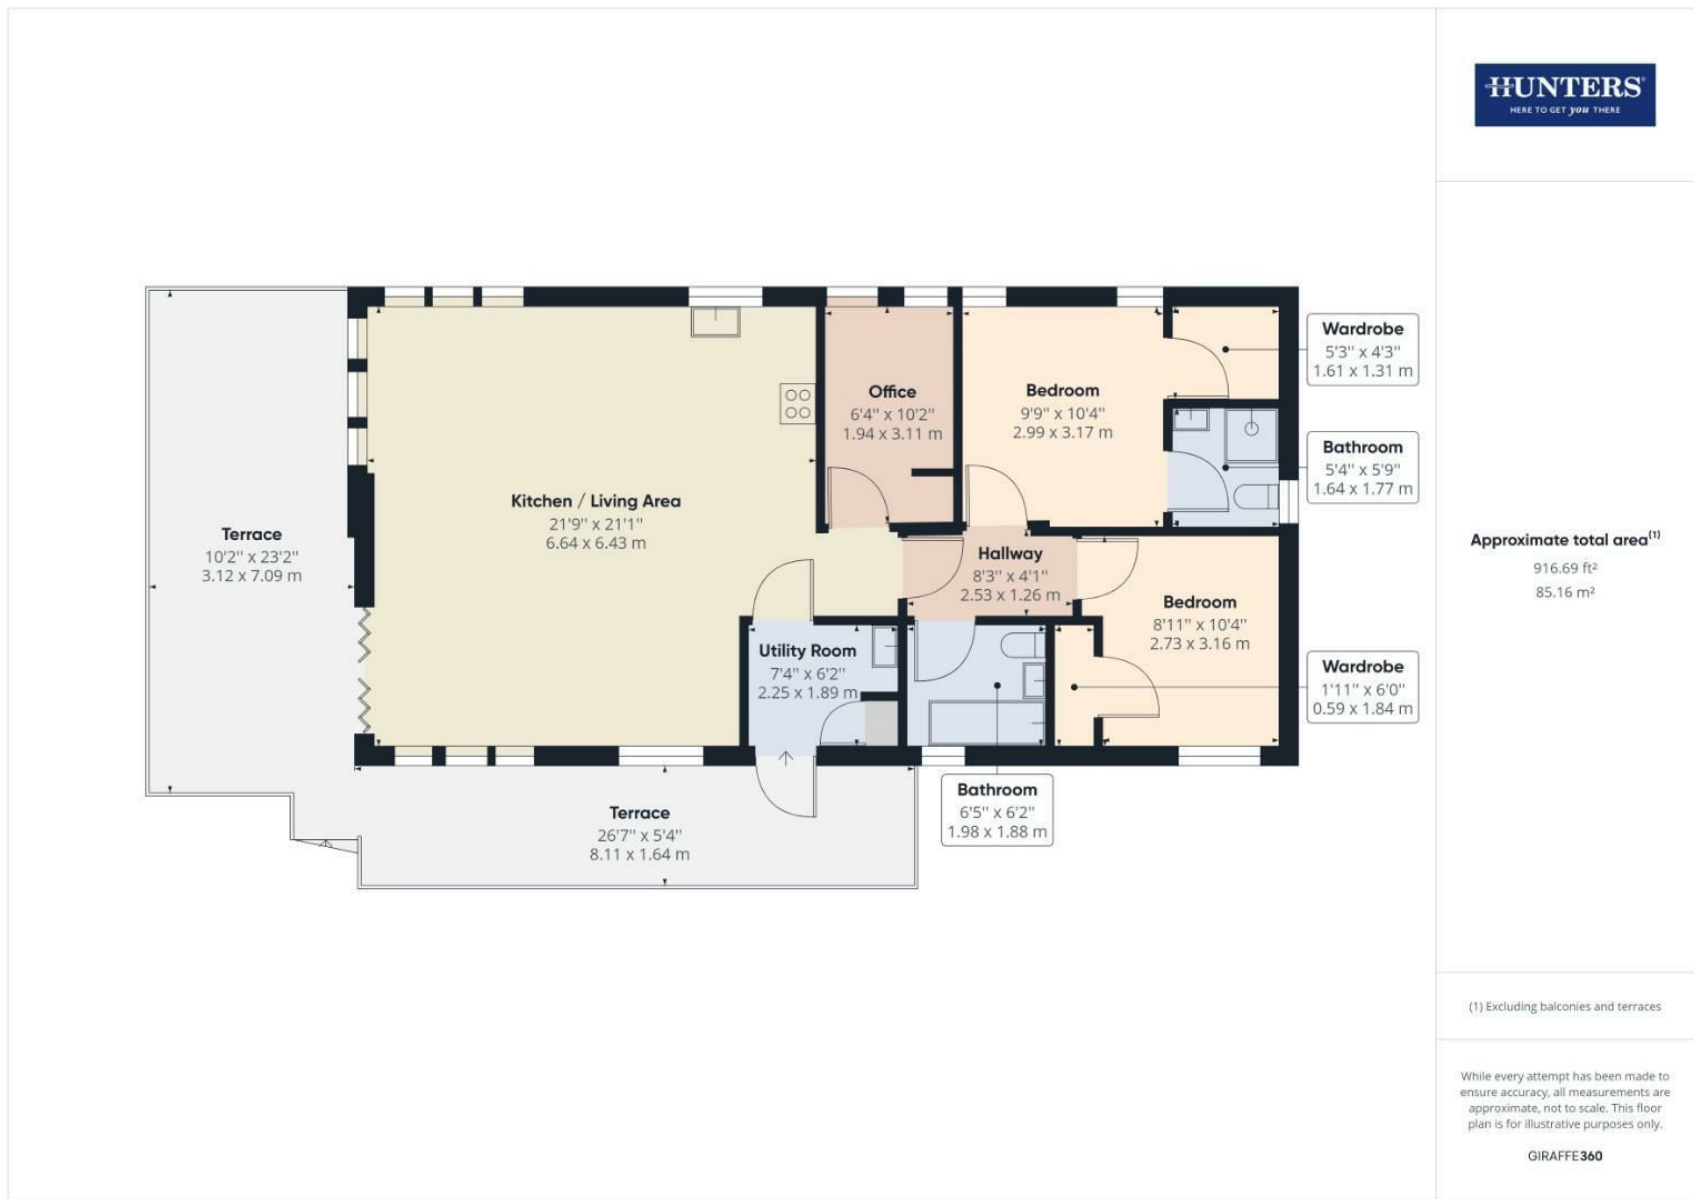 HUNTERS®
HERE TO GET you THERE
Wardrobe
5'3" x 4'3"
1.61 x 1.31 m
Office
6'4" x 10'2"
1.94 x 3.11 m
Bedroom
9'9" x 10'4"
2.99 x 3.17 m
Bathroom
5'4" x 5'9"
1.64 x 1.77 m
Kitchen / Living Area
21'9" x 21'1"
6.64 x 6.43 m
Terrace
10'2" x 23'2"
3.12 x 7.09 m
Hallway
8'3" x 4'1"
2.53 x 1.26 m
Bedroom
8'11" x 10'4"
2.73 x 3.16 m
Utility Room
7'4" x 6'2"
2.25 x 1.89 m
Wardrobe
1'11" x 6'0"
0.59 x 1.84 m
Bathroom
6'5" x 6'2"
1.98 x 1.88 m
Terrace
26'7" x 5'4"
8.11 x 1.64 m
Approximate total area(1)
916.69 ft²
85.16 m²
(1) Excluding balconies and terraces
While every attempt has been made to
ensure accuracy, all measurements are
approximate, not to scale. This floor
plan is for illustrative purposes only.
GIRAFFE360